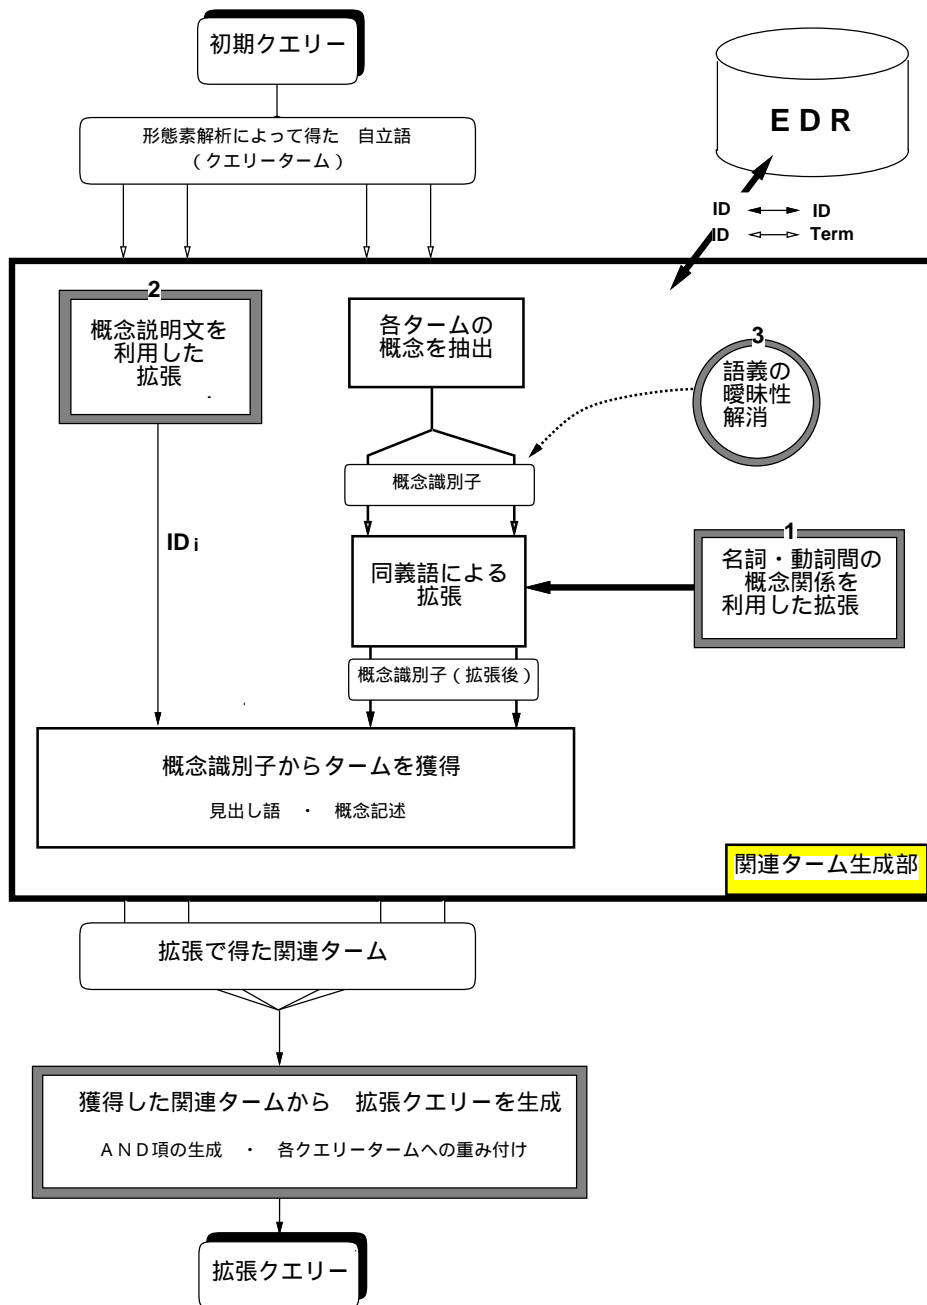 初期クエリー
形態素解析によって得た 自立語
（クエリーターム）
E D R
ID ID
ID Term
2
概念説明文を
利用した
拡張
各タームの
概念を抽出
3
語義の
曖昧性
解消
概念識別子
ID i
同義語による
拡張
1
名詞・動詞間の
概念関係を
利用した拡張
概念識別子（拡張後）
概念識別子からタームを獲得
見出し語 ・ 概念記述
関連ターム生成部
拡張で得た関連ターム
獲得した関連タームから 拡張クエリーを生成
ＡＮＤ項の生成 ・ 各クエリータームへの重み付け
拡張クエリー